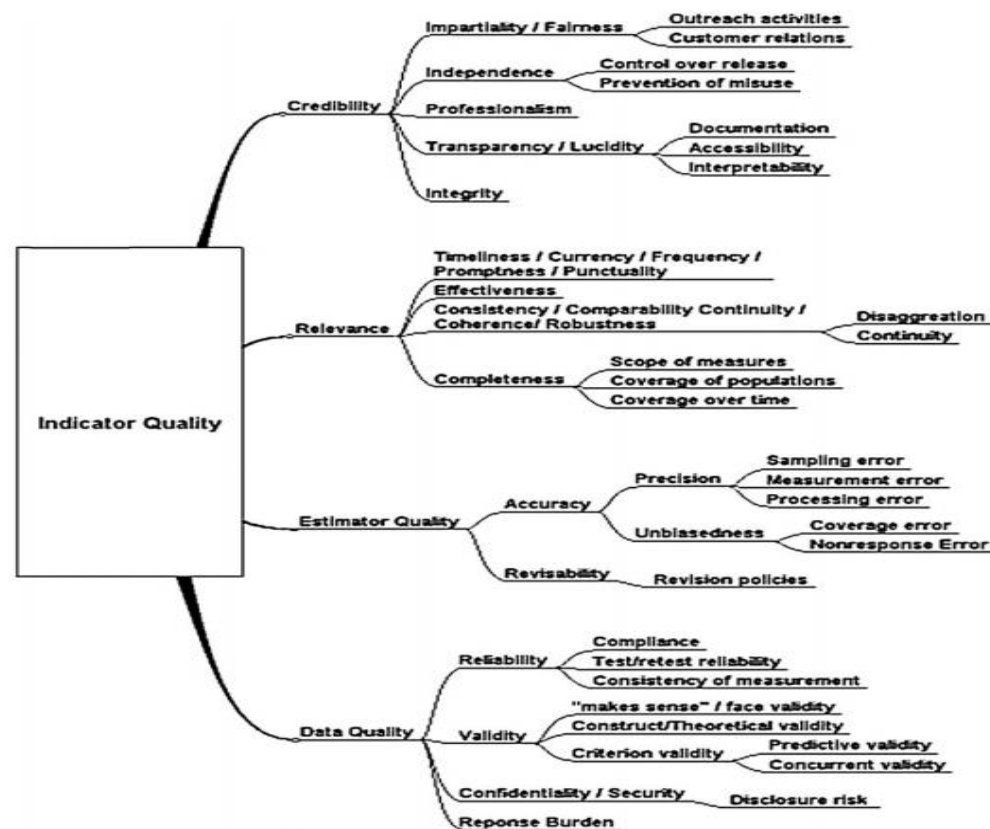 Indicator Quality
Credibility
Impartiality / Fairness
Outreach activities
Customer relations
Independence
Control over release
Prevention of misuse
Professionalism
Transparency / Lucidity
Documentation
Accessibility
Interpretability
Integrity
Relevance
Timeliness / Currency / Frequency /
Promptness / Punctuality
Effectiveness
Consistency / Comparability Continuity /
Coherence/ Robustness
Disaggreation
Continuity
Completeness
Scope of measures
Coverage of populations
Coverage over time
Estimator Quality
Accuracy
Precision
Sampling error
Measurement error
Processing error
Unbiasedness
Coverage error
Nonresponse Error
Revisability
Revision policies
Data Quality
Reliability
Compliance
Test/retest reliability
Consistency of measurement
Validity
"makes sense" / face validity
Construct/Theoretical validity
Criterion validity
Predictive validity
Concurrent validity
Confidentiality / Security
Disclosure risk
Reponse Burden